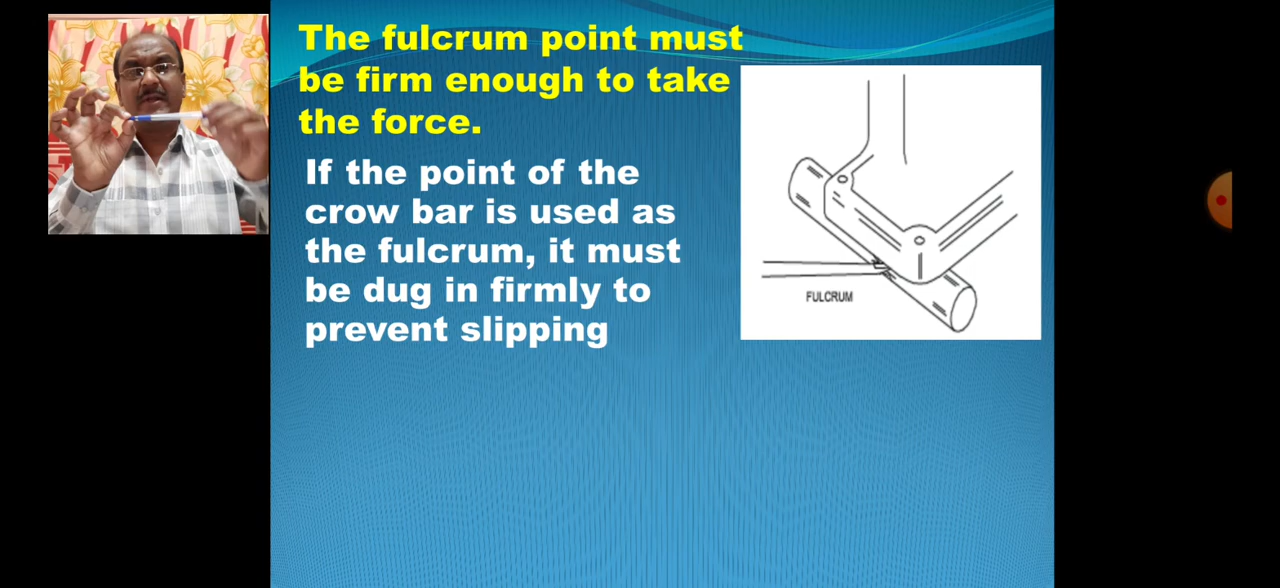 The fulcrum point must
be firm enough to take
the force.
If the point of the
crow bar is used as
the fulcrum, it must
be dug in firmly to
prevent slipping
FULCRUM